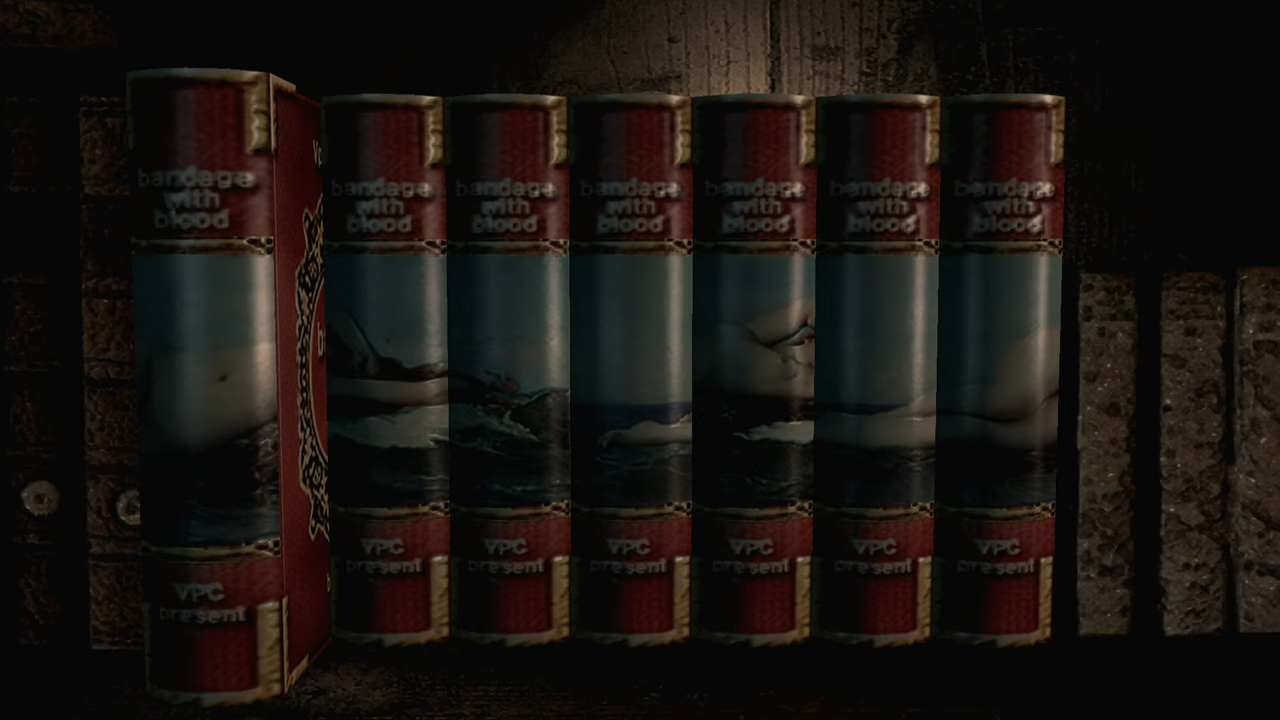 bandage
with
blood
VPC
present
bandage
with
blood
VPC
present
bandage
with
blood
VPC
present
bandage
with
blood
VPC
present
bandage
with
blood
VPC
present
bandage
with
blood
VPC
present
bandage
with
blood
VPC
present